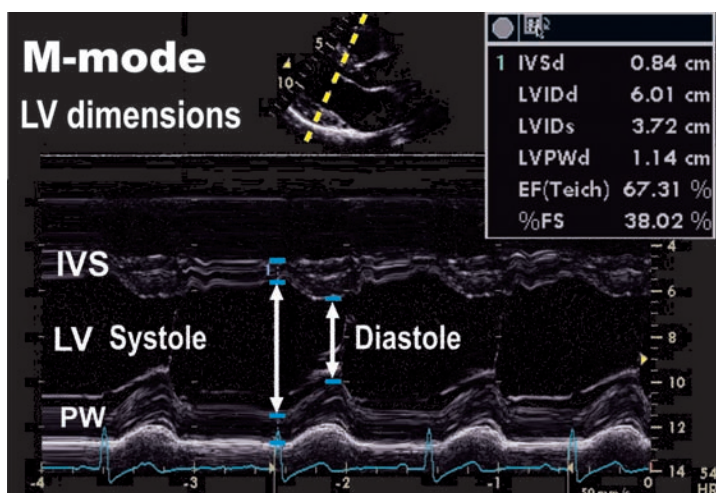 M-mode
LV dimensions
5
10
1 IVSd 0.84 cm
LVIDd 6.01 cm
LVIDs 3.72 cm
LVPWd 1.14 cm
EF(Teich) 67.31 %
%FS 38.02 %
IVS
LV Systole Diastole
PW
4
6
8
10
12
14
-4 -3 -2 -1 0
54
HR